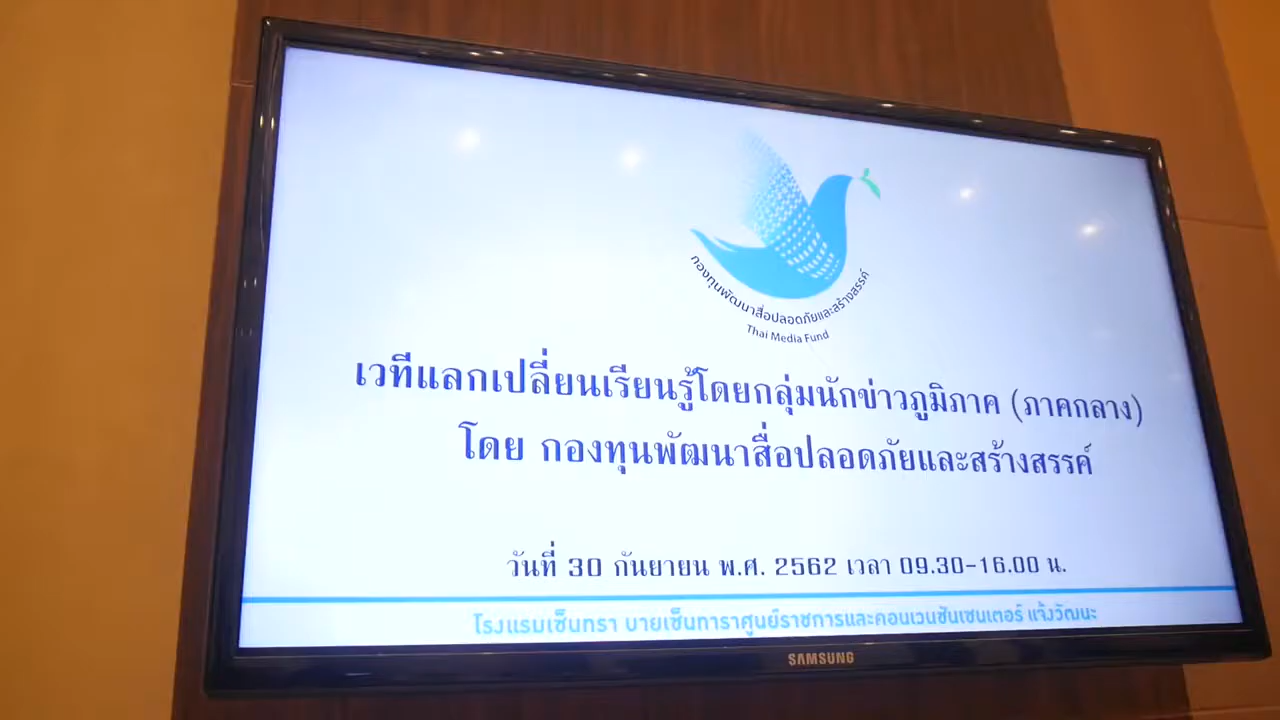 กองทุนพัฒนาสื่อปลอดภัยและสร้างสรรค์
Thai Media Fund
เวทีแลกเปลี่ยนเรียนรู้โดยกลุ่มนักข่าวภูมิภาค (ภาคกลาง)
โดย กองทุนพัฒนาสื่อปลอดภัยและสร้างสรรค์
วันที่ 30 กันยายน พ.ศ. 2562 เวลา 09.30-16.00 น.
โรงแรมเซ็นทรา บายเซ็นทาราศูนย์ราชการและคอนเวนชันเซนเตอร์ แจ้งวัฒนะ
SAMSUNG